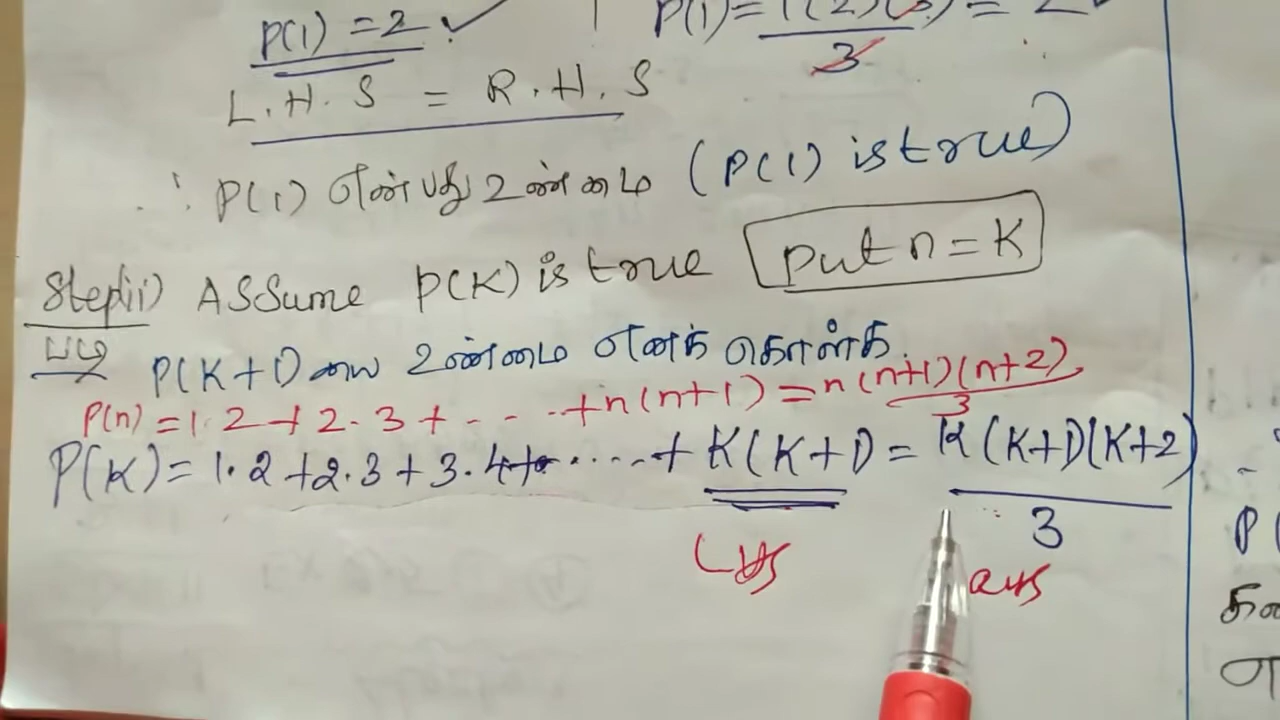 P(1) = 2 ✓
P(1) = 1(2)(3) = 2 ✓
3
L.H.S = R.H.S
∴ P(1) என்பது உண்மை (P(1) is true)
Step(ii) Assume P(K) is true Put n = K
படி P(K+1) யை உண்மை எனக் கொள்க.
P(n) = 1.2 + 2.3 + - - - + n(n+1) = n(n+1)(n+2)
3
P(K) = 1.2 + 2.3 + 3.4 + ..... + K(K+1) = K(K+1)(K+2)
3
P(